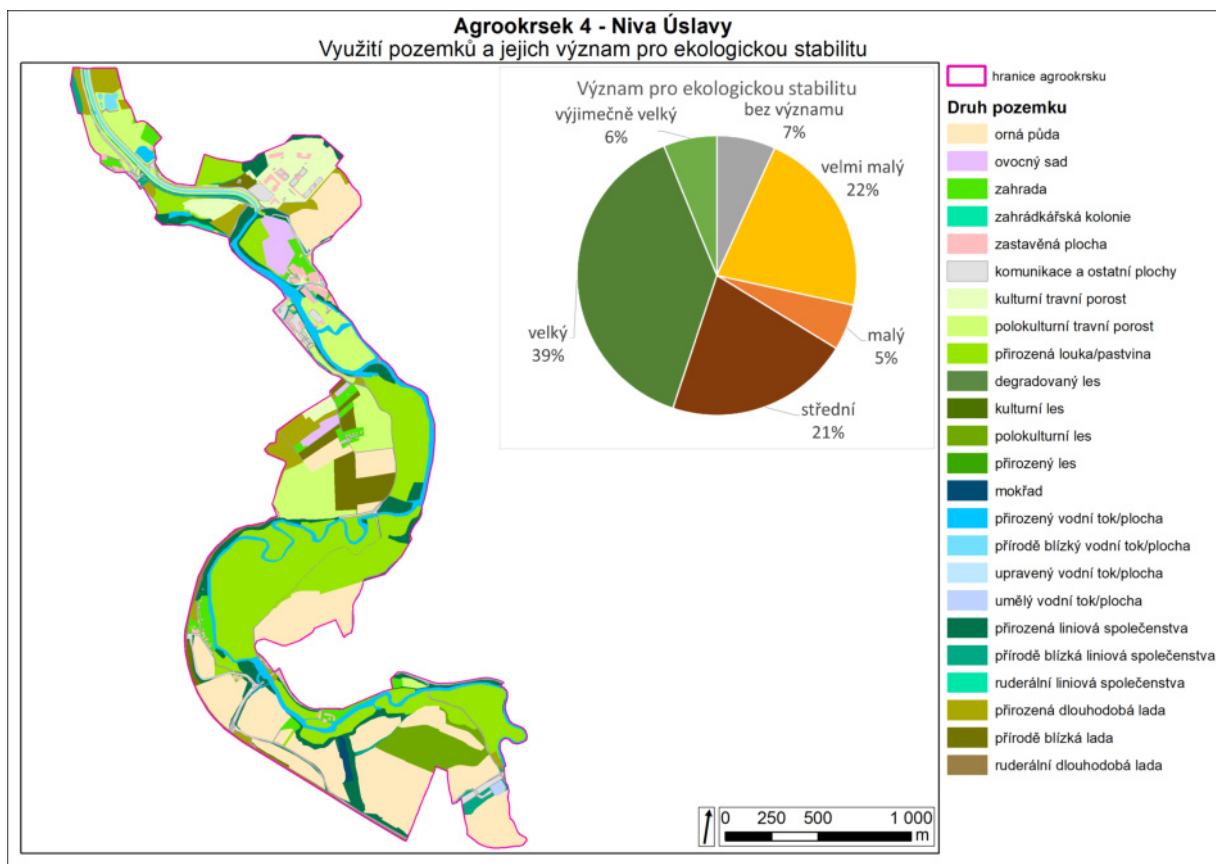 Agrookrsek 4 - Niva Úslavy
Využití pozemků a jejich význam pro ekologickou stabilitu
Význam pro ekologickou stabilitu
výjimečně velký
6%
bez významu
7%
velmi malý
22%
malý
5%
střední
21%
velký
39%
hranice agrookrsku
Druh pozemku
orná půda
ovocný sad
zahrada
zahrádkářská kolonie
zastavěná plocha
komunikace a ostatní plochy
kulturní travní porost
polokulturní travní porost
přirozená louka/pastvina
degradovaný les
kulturní les
polokulturní les
přirozený les
mokřad
přirozený vodní tok/plocha
přírodě blízký vodní tok/plocha
upravený vodní tok/plocha
umělý vodní tok/plocha
přirozená liniová společenstva
přírodě blízká liniová společenstva
ruderální liniová společenstva
přirozená dlouhodobá lada
přírodě blízká lada
ruderální dlouhodobá lada
0 250 500 1 000
m